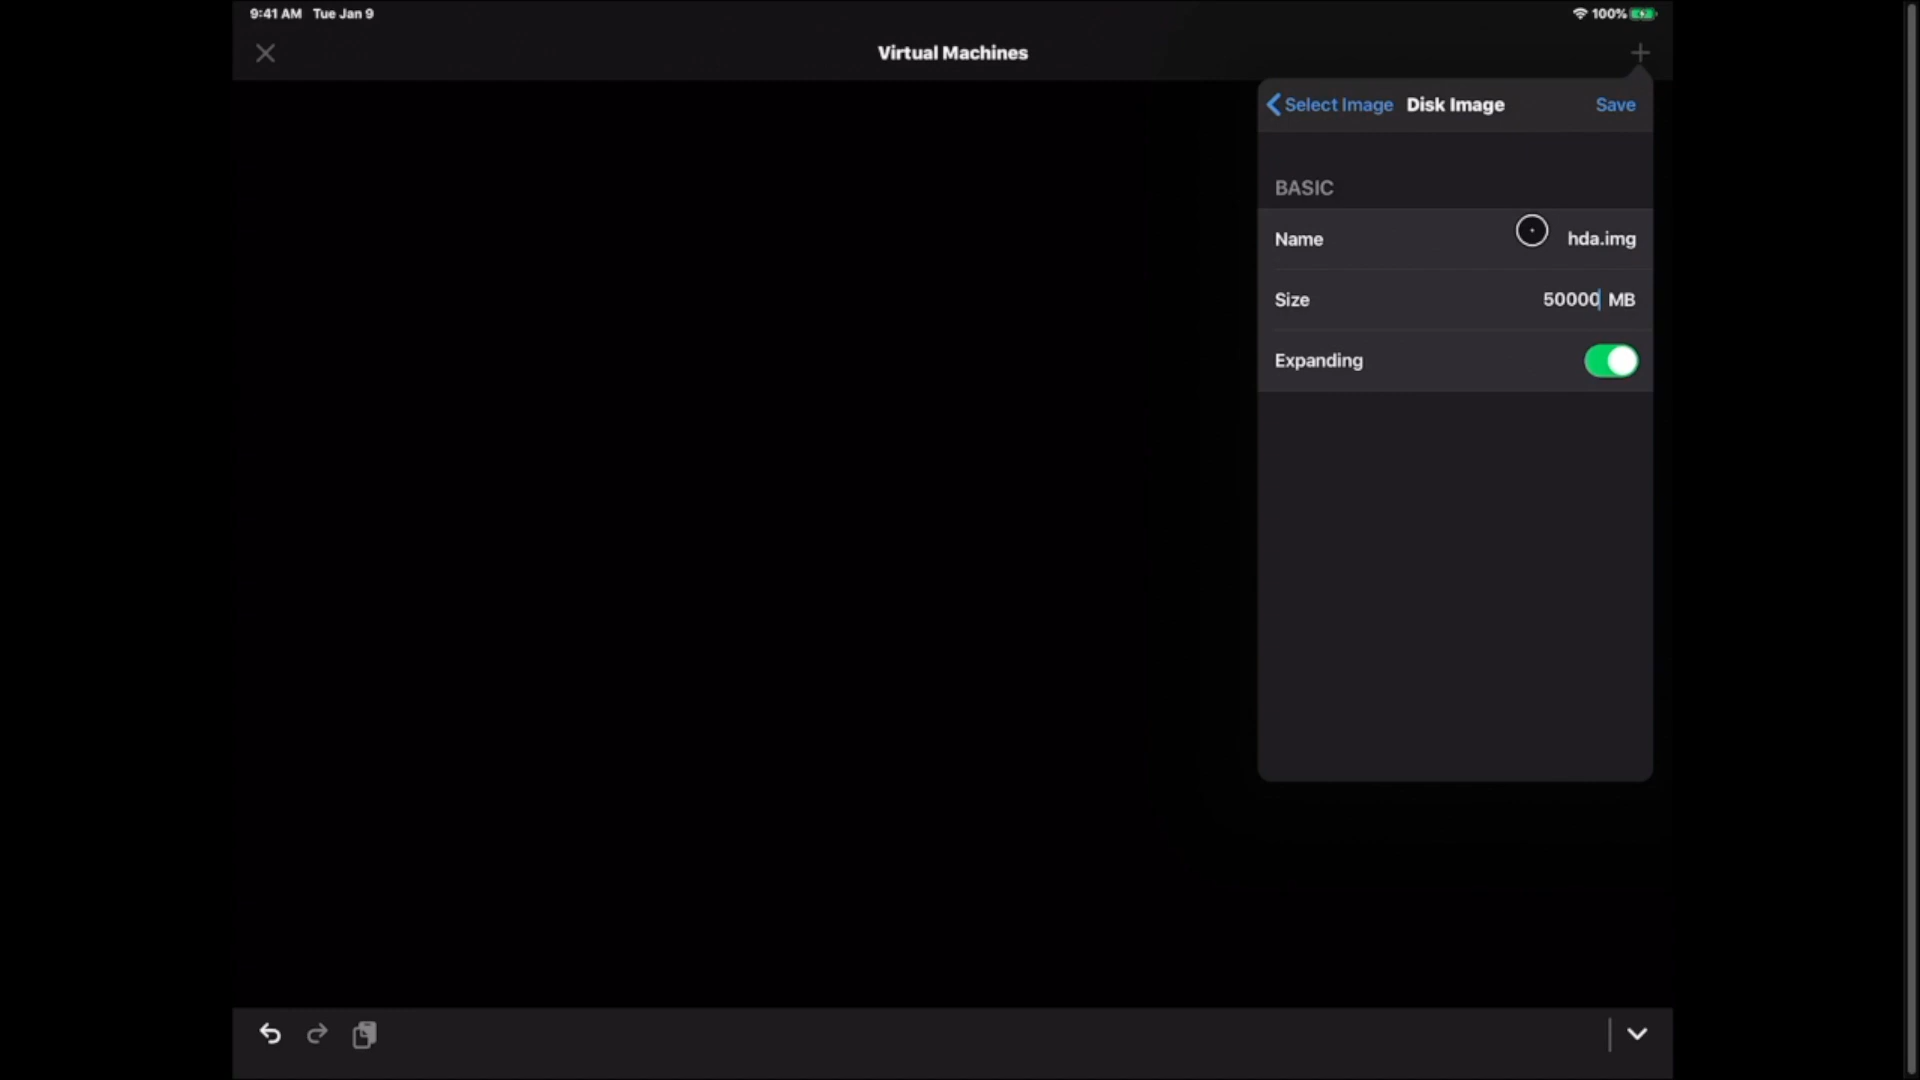 9:41 AM Tue Jan 9 100%
Virtual Machines
Select Image Disk Image Save
BASIC
Name hda.img
Size 50000 MB
Expanding